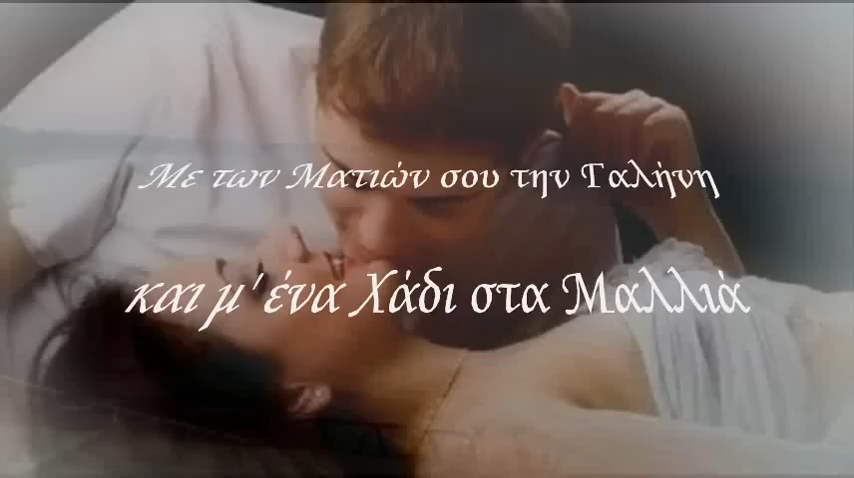 Με των Ματιών σου την Γαλήνη
και μ' ένα Χάδι στα Μαλλιά